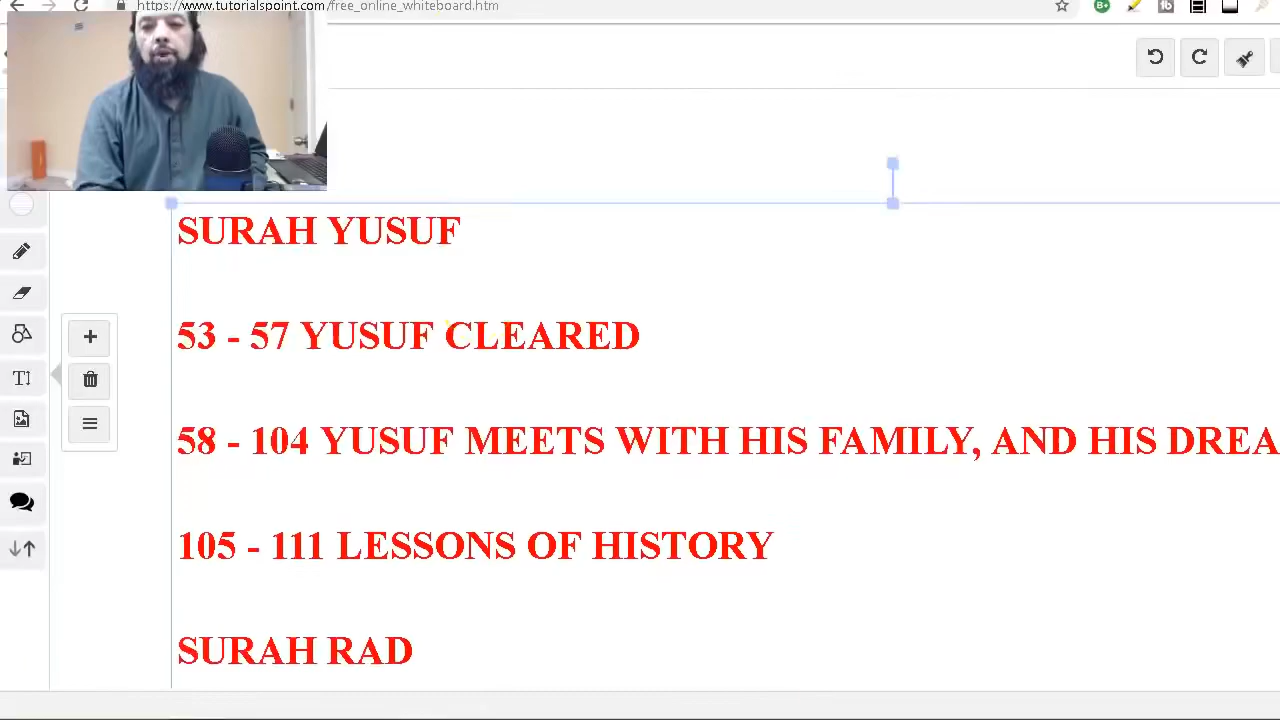 https://www.tutorialspoint.com/free_online_whiteboard.htm
SURAH YUSUF
53 - 57 YUSUF CLEARED
58 - 104 YUSUF MEETS WITH HIS FAMILY, AND HIS DREA
105 - 111 LESSONS OF HISTORY
SURAH RAD